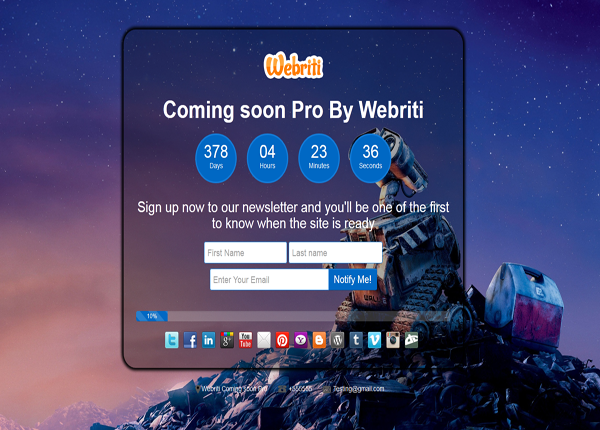 Webriti
Coming soon Pro By Webriti
378 04 23 36
Days Hours Minutes Seconds
Sign up now to our newsletter and you'll be one of the first
to know when the site is ready
First Name Last name
Enter Your Email Notify Me!
WALL·E
10%
You
Tube
Webriti Coming soon Pro +555555 Testing@gmail.com